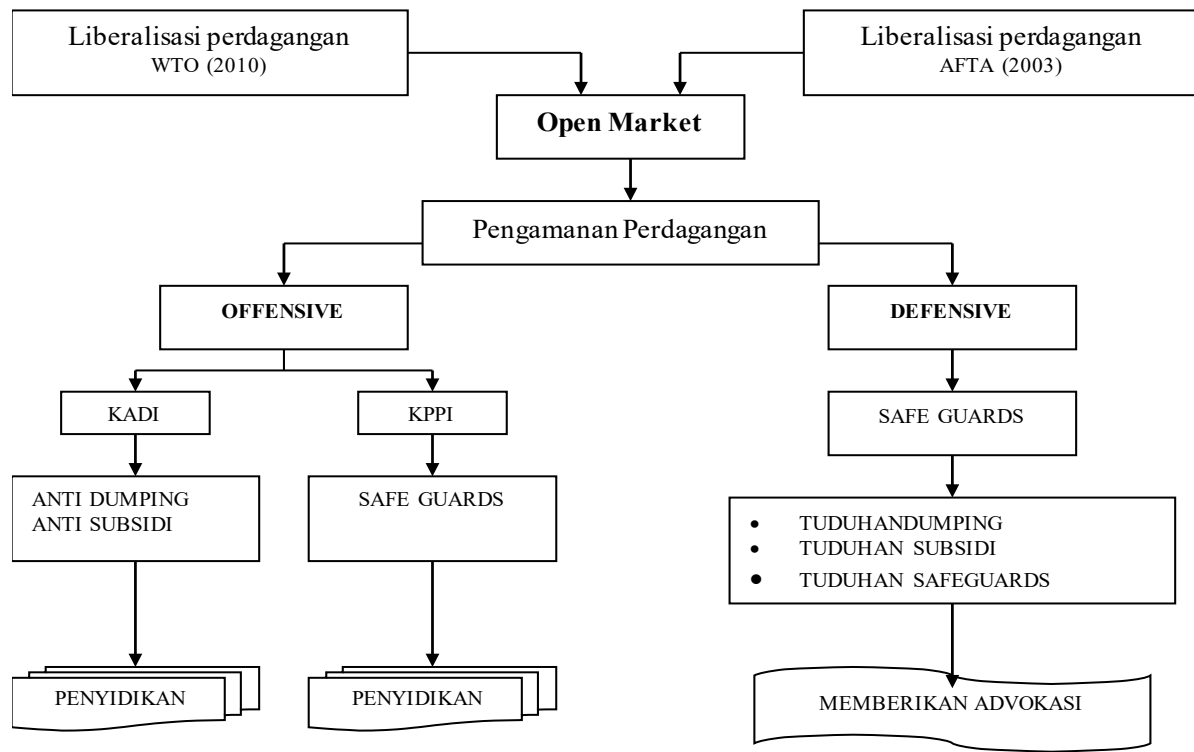 Liberalisasi perdagangan
WTO (2010)
Liberalisasi perdagangan
AFTA (2003)
Open Market
Pengamanan Perdagangan
OFFENSIVE
DEFENSIVE
KADI
KPPI
SAFE GUARDS
ANTI DUMPING
ANTI SUBSIDI
SAFE GUARDS
• TUDUHANDUMPING
• TUDUHAN SUBSIDI
• TUDUHAN SAFEGUARDS
PENYIDIKAN
PENYIDIKAN
MEMBERIKAN ADVOKASI